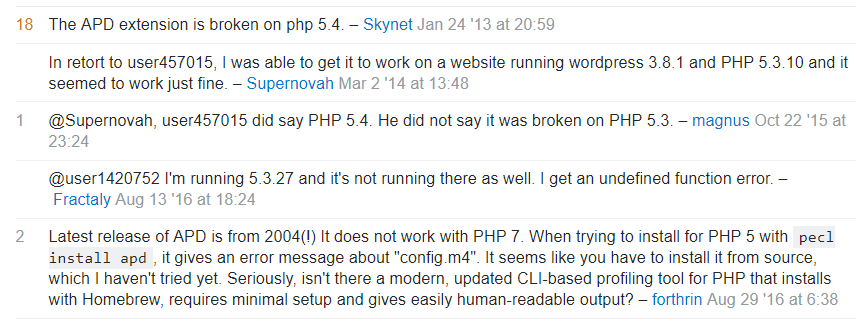 18 The APD extension is broken on php 5.4. – Skynet Jan 24 '13 at 20:59
In retort to user457015, I was able to get it to work on a website running wordpress 3.8.1 and PHP 5.3.10 and it
seemed to work just fine. – Supernovah Mar 2 '14 at 13:48
1 @Supernovah, user457015 did say PHP 5.4. He did not say it was broken on PHP 5.3. – magnus Oct 22 '15 at
23:24
@user1420752 I'm running 5.3.27 and it's not running there as well. I get an undefined function error. –
Fractaly Aug 13 '16 at 18:24
2 Latest release of APD is from 2004(!) It does not work with PHP 7. When trying to install for PHP 5 with pecl
install apd, it gives an error message about "config.m4". It seems like you have to install it from source,
which I haven't tried yet. Seriously, isn't there a modern, updated CLI-based profiling tool for PHP that installs
with Homebrew, requires minimal setup and gives easily human-readable output? – forthrin Aug 29 '16 at 6:38